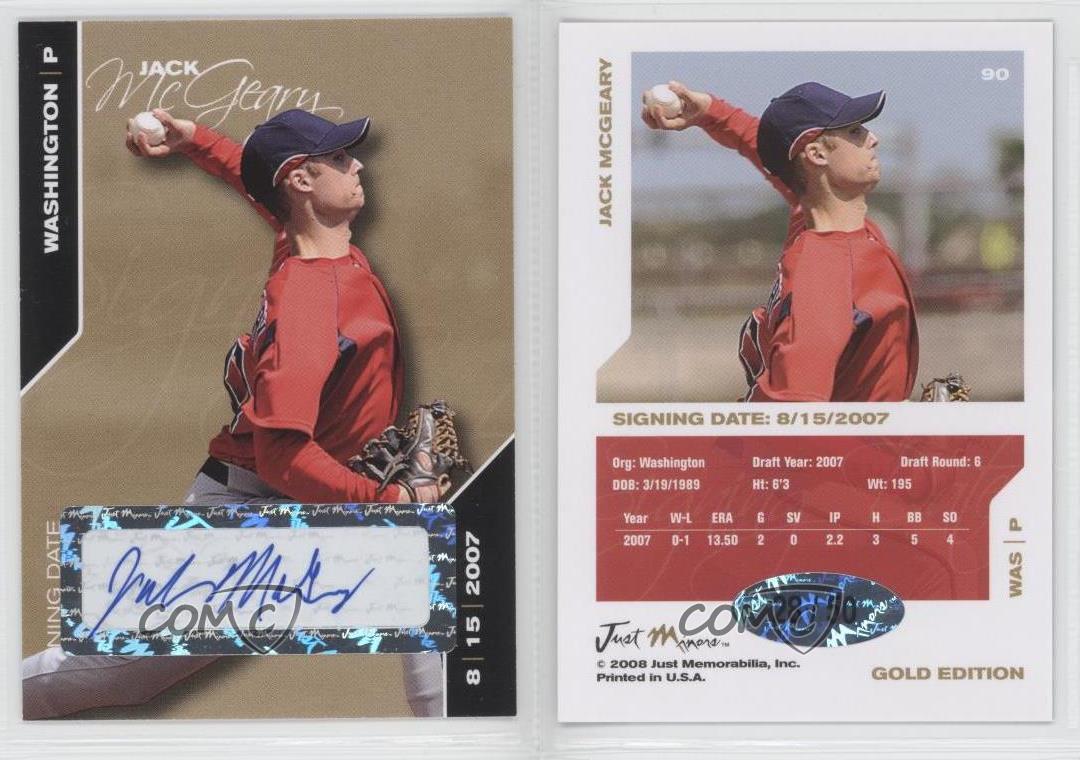 WASHINGTON | P
JACK
McGeary
NING DATE
8 | 15 | 2007
Jack McGeary
COMC
JACK MCGEARY
90
SIGNING DATE: 8/15/2007
Org: Washington Draft Year: 2007 Draft Round: 6
DOB: 3/19/1989 Ht: 6'3 Wt: 195
Year W-L ERA G SV IP H BB SO
2007 0-1 13.50 2 0 2.2 3 5 4
WAS | P
COMC
Just Minors™
© 2008 Just Memorabilia, Inc.
Printed in U.S.A.
GOLD EDITION